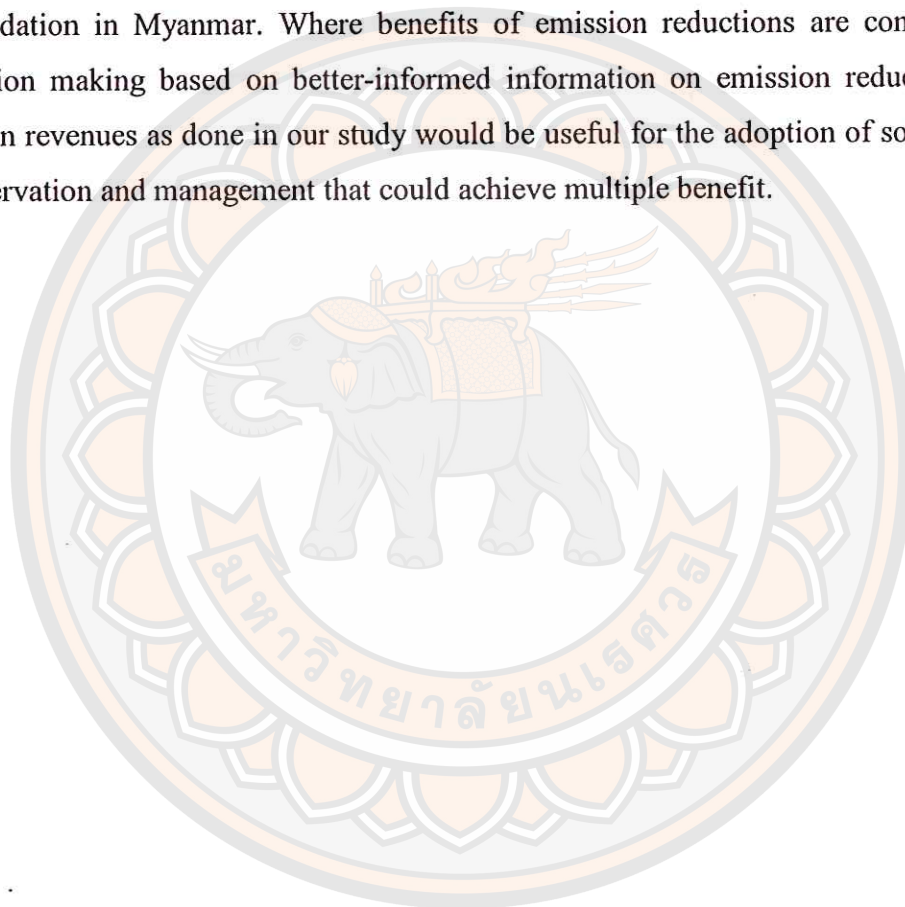 dation in Myanmar. Where benefits of emission reductions are con
ion making based on better-informed information on emission reduc
n revenues as done in our study would be useful for the adoption of so
ervation and management that could achieve multiple benefit.
มหาวิทยาลัยนเรศวร